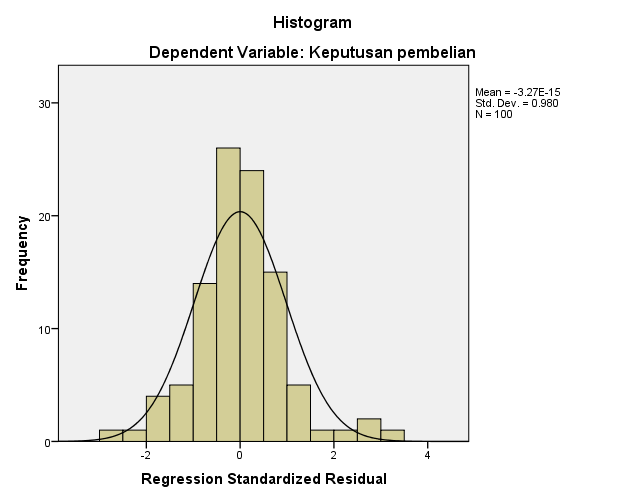 Histogram
Dependent Variable: Keputusan pembelian
Mean = -3.27E-15
Std. Dev. = 0.980
N = 100
30
20
10
0
Frequency
-2 0 2 4
Regression Standardized Residual